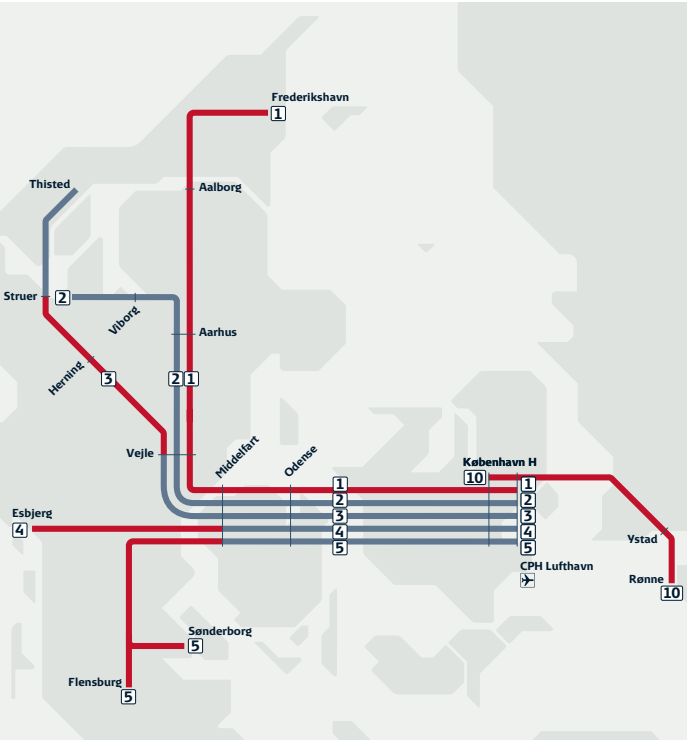 Frederikshavn
1
Thisted
Aalborg
Struer
2
Viborg
Aarhus
Herning
3
2
1
Vejle
Middelfart
Odense
København H
10
1
1
2
2
3
3
4
4
5
5
Esbjerg
4
Ystad
CPH Lufthavn
Rønne
10
Sønderborg
5
Flensburg
5